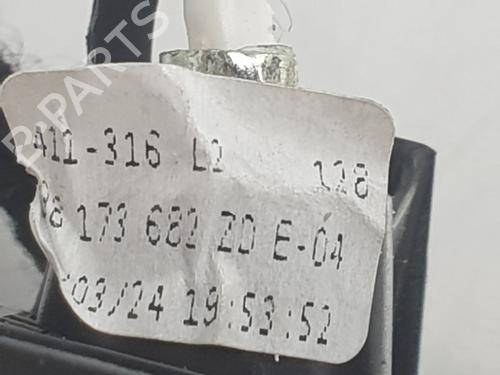 B-PARTS
411-316 L2 128
98 173 682 ZD E-04
/03/24 19:53:52